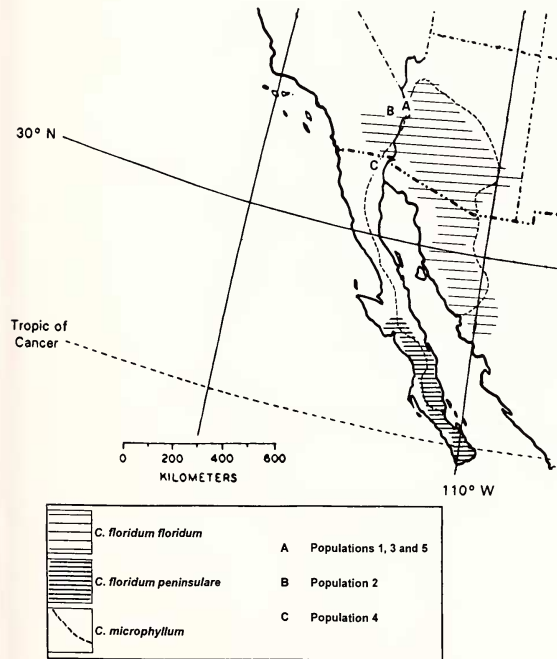 A
B
C
30° N
Tropic of
Cancer
0 200 400 600
KILOMETERS
110° W
C. floridum floridum
C. floridum peninsulare
C. microphyllum
A Populations 1, 3 and 5
B Population 2
C Population 4